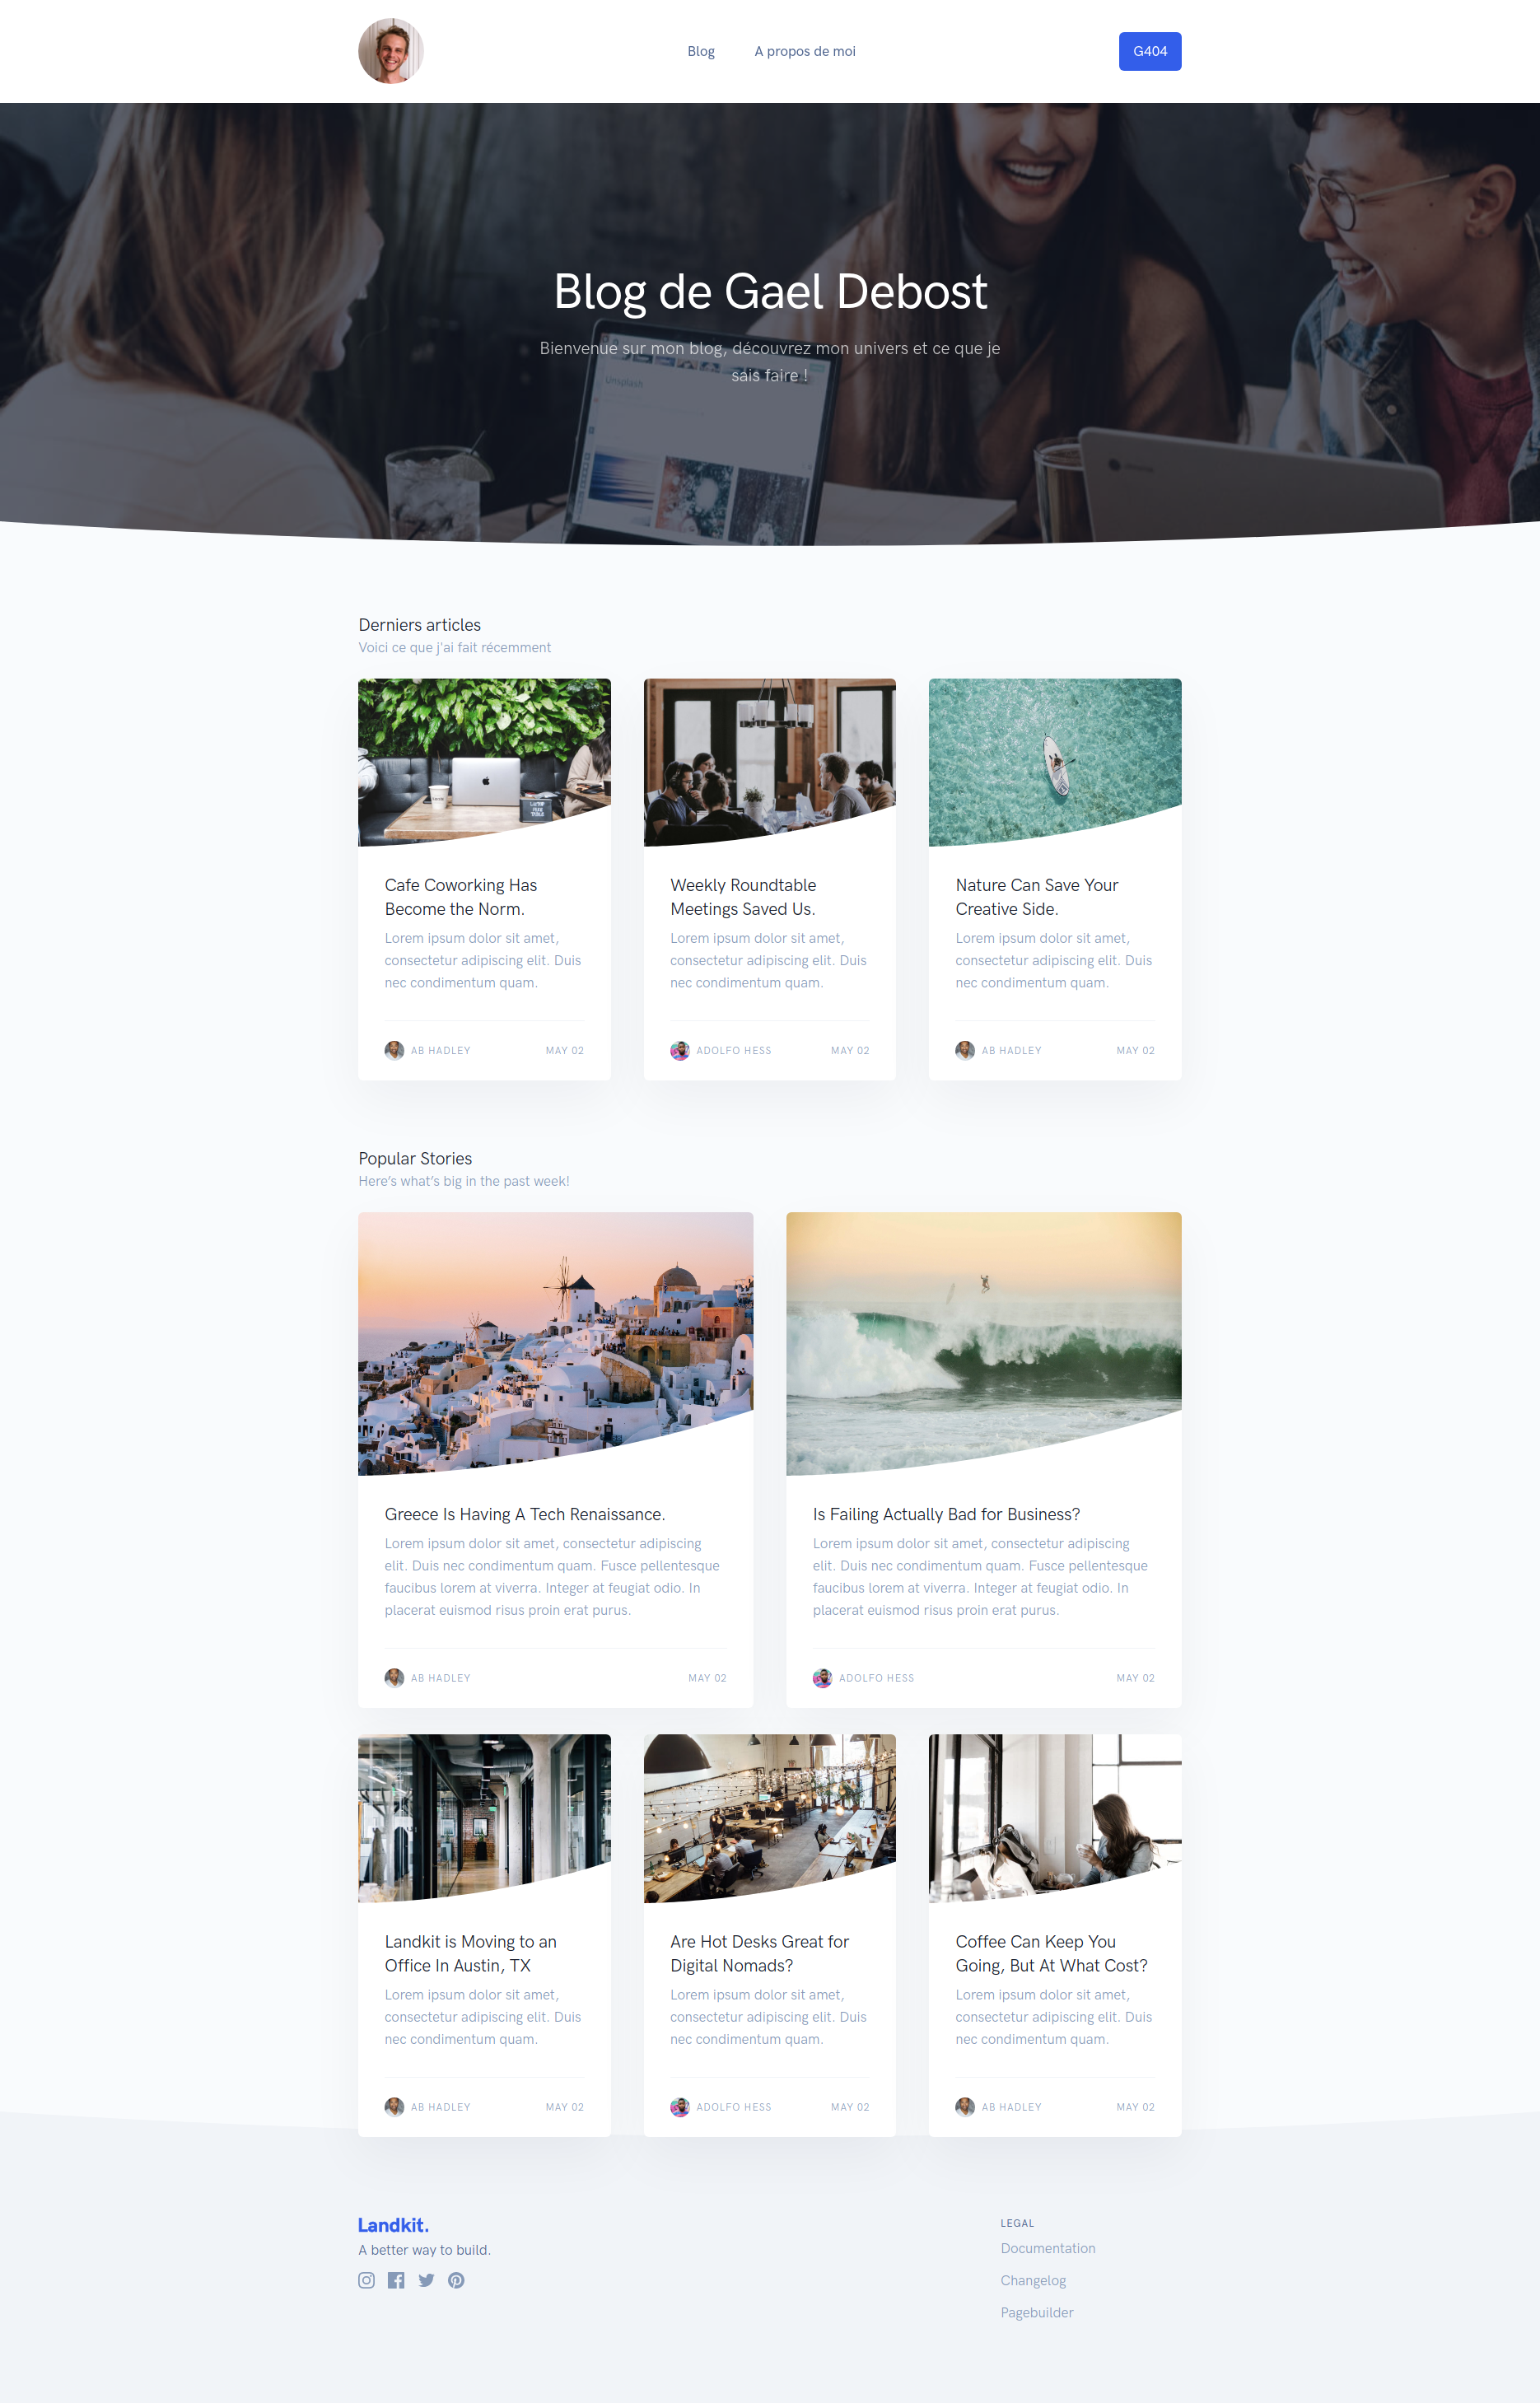 Blog
A propos de moi
G404
Blog de Gael Debost
Bienvenue sur mon blog, découvrez mon univers et ce que je
sais faire !
Unsplash
Derniers articles
Voici ce que j'ai fait récemment
Cafe Coworking Has
Become the Norm.
Lorem ipsum dolor sit amet,
consectetur adipiscing elit. Duis
nec condimentum quam.
AB HADLEY
MAY 02
Weekly Roundtable
Meetings Saved Us.
Lorem ipsum dolor sit amet,
consectetur adipiscing elit. Duis
nec condimentum quam.
ADOLFO HESS
MAY 02
Nature Can Save Your
Creative Side.
Lorem ipsum dolor sit amet,
consectetur adipiscing elit. Duis
nec condimentum quam.
AB HADLEY
MAY 02
Popular Stories
Here’s what’s big in the past week!
Greece Is Having A Tech Renaissance.
Lorem ipsum dolor sit amet, consectetur adipiscing
elit. Duis nec condimentum quam. Fusce pellentesque
faucibus lorem at viverra. Integer at feugiat odio. In
placerat euismod risus proin erat purus.
AB HADLEY
MAY 02
Is Failing Actually Bad for Business?
Lorem ipsum dolor sit amet, consectetur adipiscing
elit. Duis nec condimentum quam. Fusce pellentesque
faucibus lorem at viverra. Integer at feugiat odio. In
placerat euismod risus proin erat purus.
ADOLFO HESS
MAY 02
Landkit is Moving to an
Office In Austin, TX
Lorem ipsum dolor sit amet,
consectetur adipiscing elit. Duis
nec condimentum quam.
AB HADLEY
MAY 02
Are Hot Desks Great for
Digital Nomads?
Lorem ipsum dolor sit amet,
consectetur adipiscing elit. Duis
nec condimentum quam.
ADOLFO HESS
MAY 02
Coffee Can Keep You
Going, But At What Cost?
Lorem ipsum dolor sit amet,
consectetur adipiscing elit. Duis
nec condimentum quam.
AB HADLEY
MAY 02
Landkit.
A better way to build.
LEGAL
Documentation
Changelog
Pagebuilder